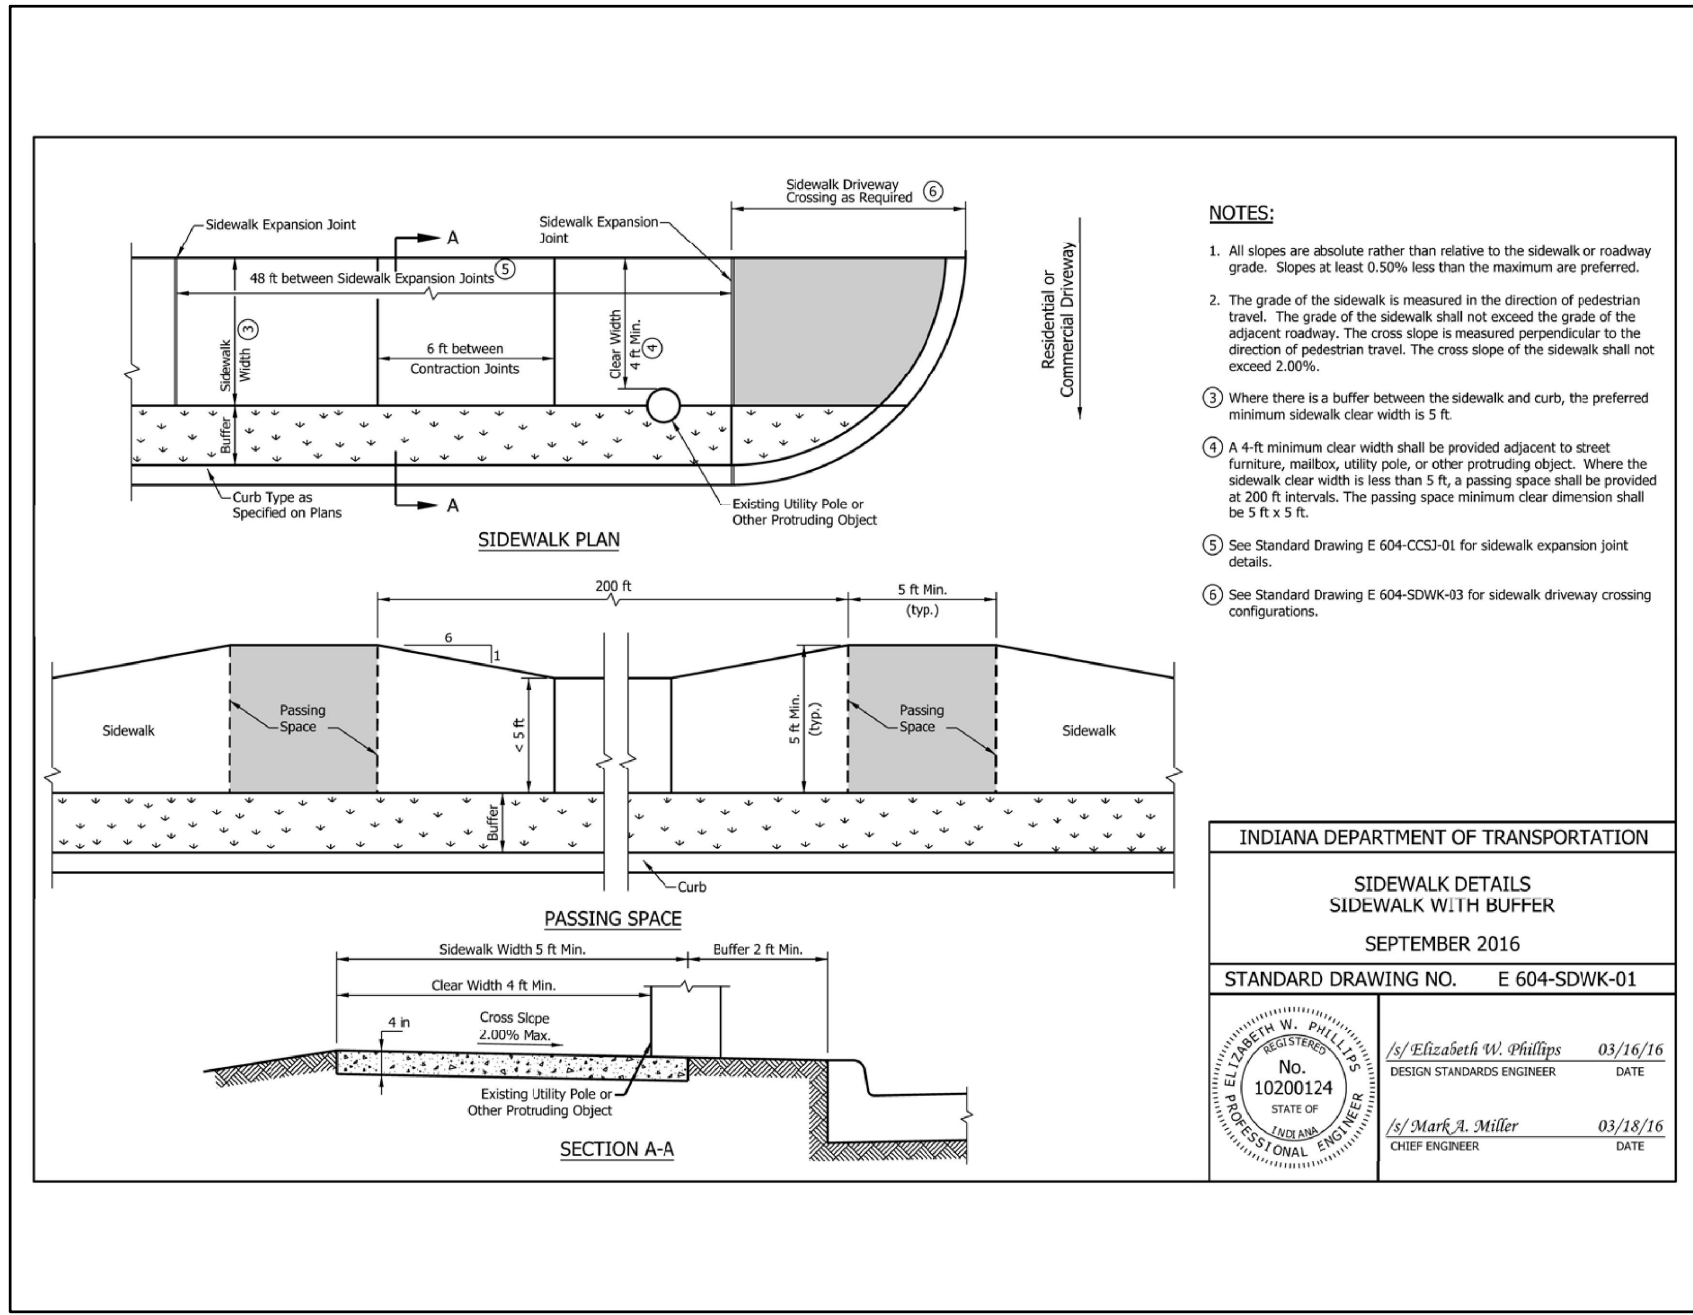 Sidewalk Driveway
Crossing as Required 6
Sidewalk Expansion Joint
Sidewalk Expansion
Joint
A
48 ft between Sidewalk Expansion Joints 5
Sidewalk
Width 3
6 ft between
Contraction Joints
Clear Width
4 ft Min. 4
Residential or
Commercial Driveway
Buffer
Curb Type as
Specified on Plans
A
Existing Utility Pole or
Other Protruding Object
SIDEWALK PLAN
200 ft
5 ft Min.
(typ.)
6
1
Sidewalk
Passing
Space
< 5 ft
5 ft Min.
(typ.)
Passing
Space
Sidewalk
Buffer
Curb
PASSING SPACE
Sidewalk Width 5 ft Min.
Buffer 2 ft Min.
Clear Width 4 ft Min.
4 in
Cross Slope
2.00% Max.
Existing Utility Pole or
Other Protruding Object
SECTION A-A
NOTES:
1. All slopes are absolute rather than relative to the sidewalk or roadway
grade. Slopes at least 0.50% less than the maximum are preferred.
2. The grade of the sidewalk is measured in the direction of pedestrian
travel. The grade of the sidewalk shall not exceed the grade of the
adjacent roadway. The cross slope is measured perpendicular to the
direction of pedestrian travel. The cross slope of the sidewalk shall not
exceed 2.00%.
3 Where there is a buffer between the sidewalk and curb, the preferred
minimum sidewalk clear width is 5 ft.
4 A 4-ft minimum clear width shall be provided adjacent to street
furniture, mailbox, utility pole, or other protruding object. Where the
sidewalk clear width is less than 5 ft, a passing space shall be provided
at 200 ft intervals. The passing space minimum clear dimension shall
be 5 ft x 5 ft.
5 See Standard Drawing E 604-CCSJ-01 for sidewalk expansion joint
details.
6 See Standard Drawing E 604-SDWK-03 for sidewalk driveway crossing
configurations.
INDIANA DEPARTMENT OF TRANSPORTATION
SIDEWALK DETAILS
SIDEWALK WITH BUFFER
SEPTEMBER 2016
STANDARD DRAWING NO. E 604-SDWK-01
ELIZABETH W. PHILLIPS
REGISTERED
No.
10200124
STATE OF
INDIANA
PROFESSIONAL ENGINEER
/s/ Elizabeth W. Phillips 03/16/16
DESIGN STANDARDS ENGINEER DATE
/s/ Mark A. Miller 03/18/16
CHIEF ENGINEER DATE